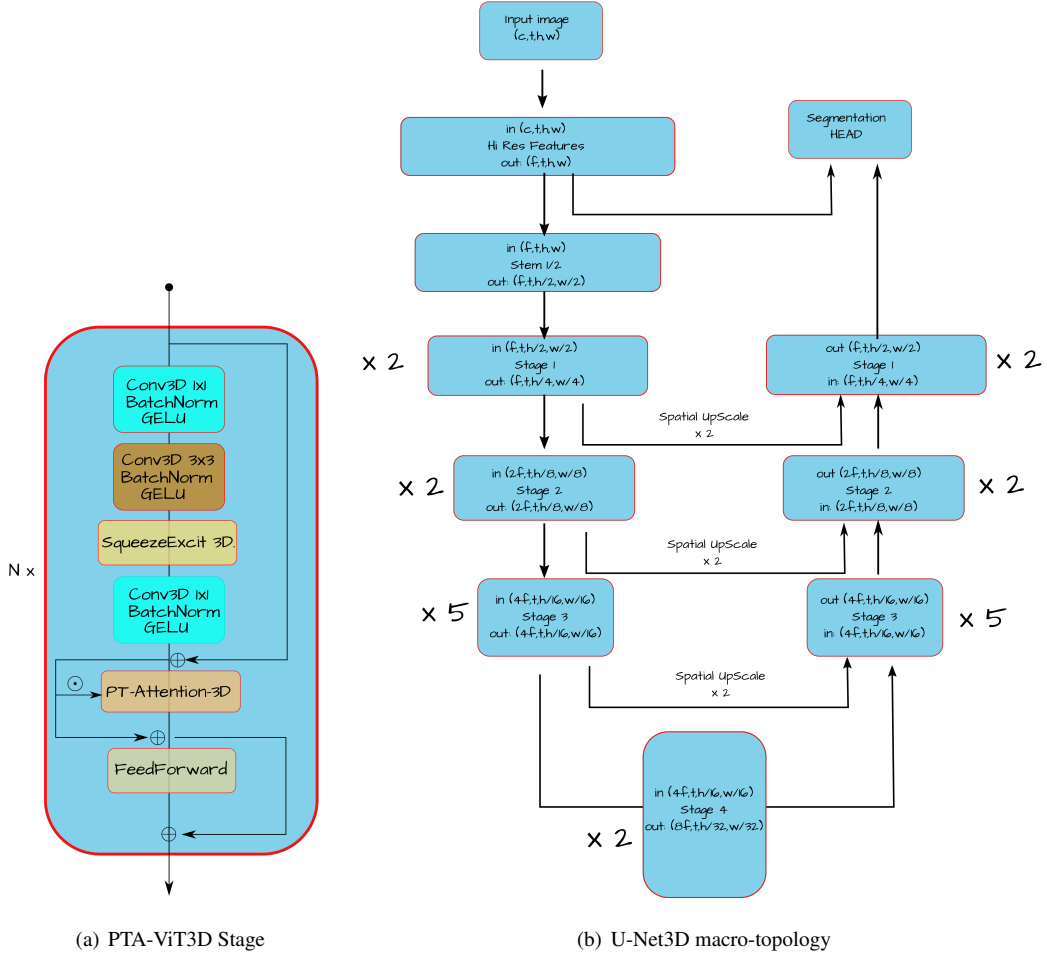 Input image
(c,t,h,w)
in (c,t,h,w)
Hi Res Features
out: (f,t,h,w)
Segmentation
HEAD
in (f,t,h,w)
Stem 1/2
out: (f,t,h/2,w/2)
x 2
in (f,t,h/2,w/2)
Stage 1
out: (f,t,h/4,w/4)
out (f,t,h/2,w/2)
Stage 1
in: (f,t,h/4,w/4)
x 2
Spatial UpScale
x 2
x 2
in (2f,t,h/8,w/8)
Stage 2
out: (2f,t,h/8,w/8)
out (2f,t,h/8,w/8)
Stage 2
in: (2f,t,h/8,w/8)
x 2
Spatial UpScale
x 2
x 5
in (4f,t,h/16,w/16)
Stage 3
out: (4f,t,h/16,w/16)
out (4f,t,h/16,w/16)
Stage 3
in: (4f,t,h/16,w/16)
x 5
Spatial UpScale
x 2
x 2
in (4f,t,h/16,w/16)
Stage 4
out: (8f,t,h/32,w/32)
N x
Conv3D 1x1
BatchNorm
GELU
Conv3D 3x3
BatchNorm
GELU
SqueezeExcit 3D.
Conv3D 1x1
BatchNorm
GELU
PT-Attention-3D
FeedForward
(a) PTA-ViT3D Stage
(b) U-Net3D macro-topology